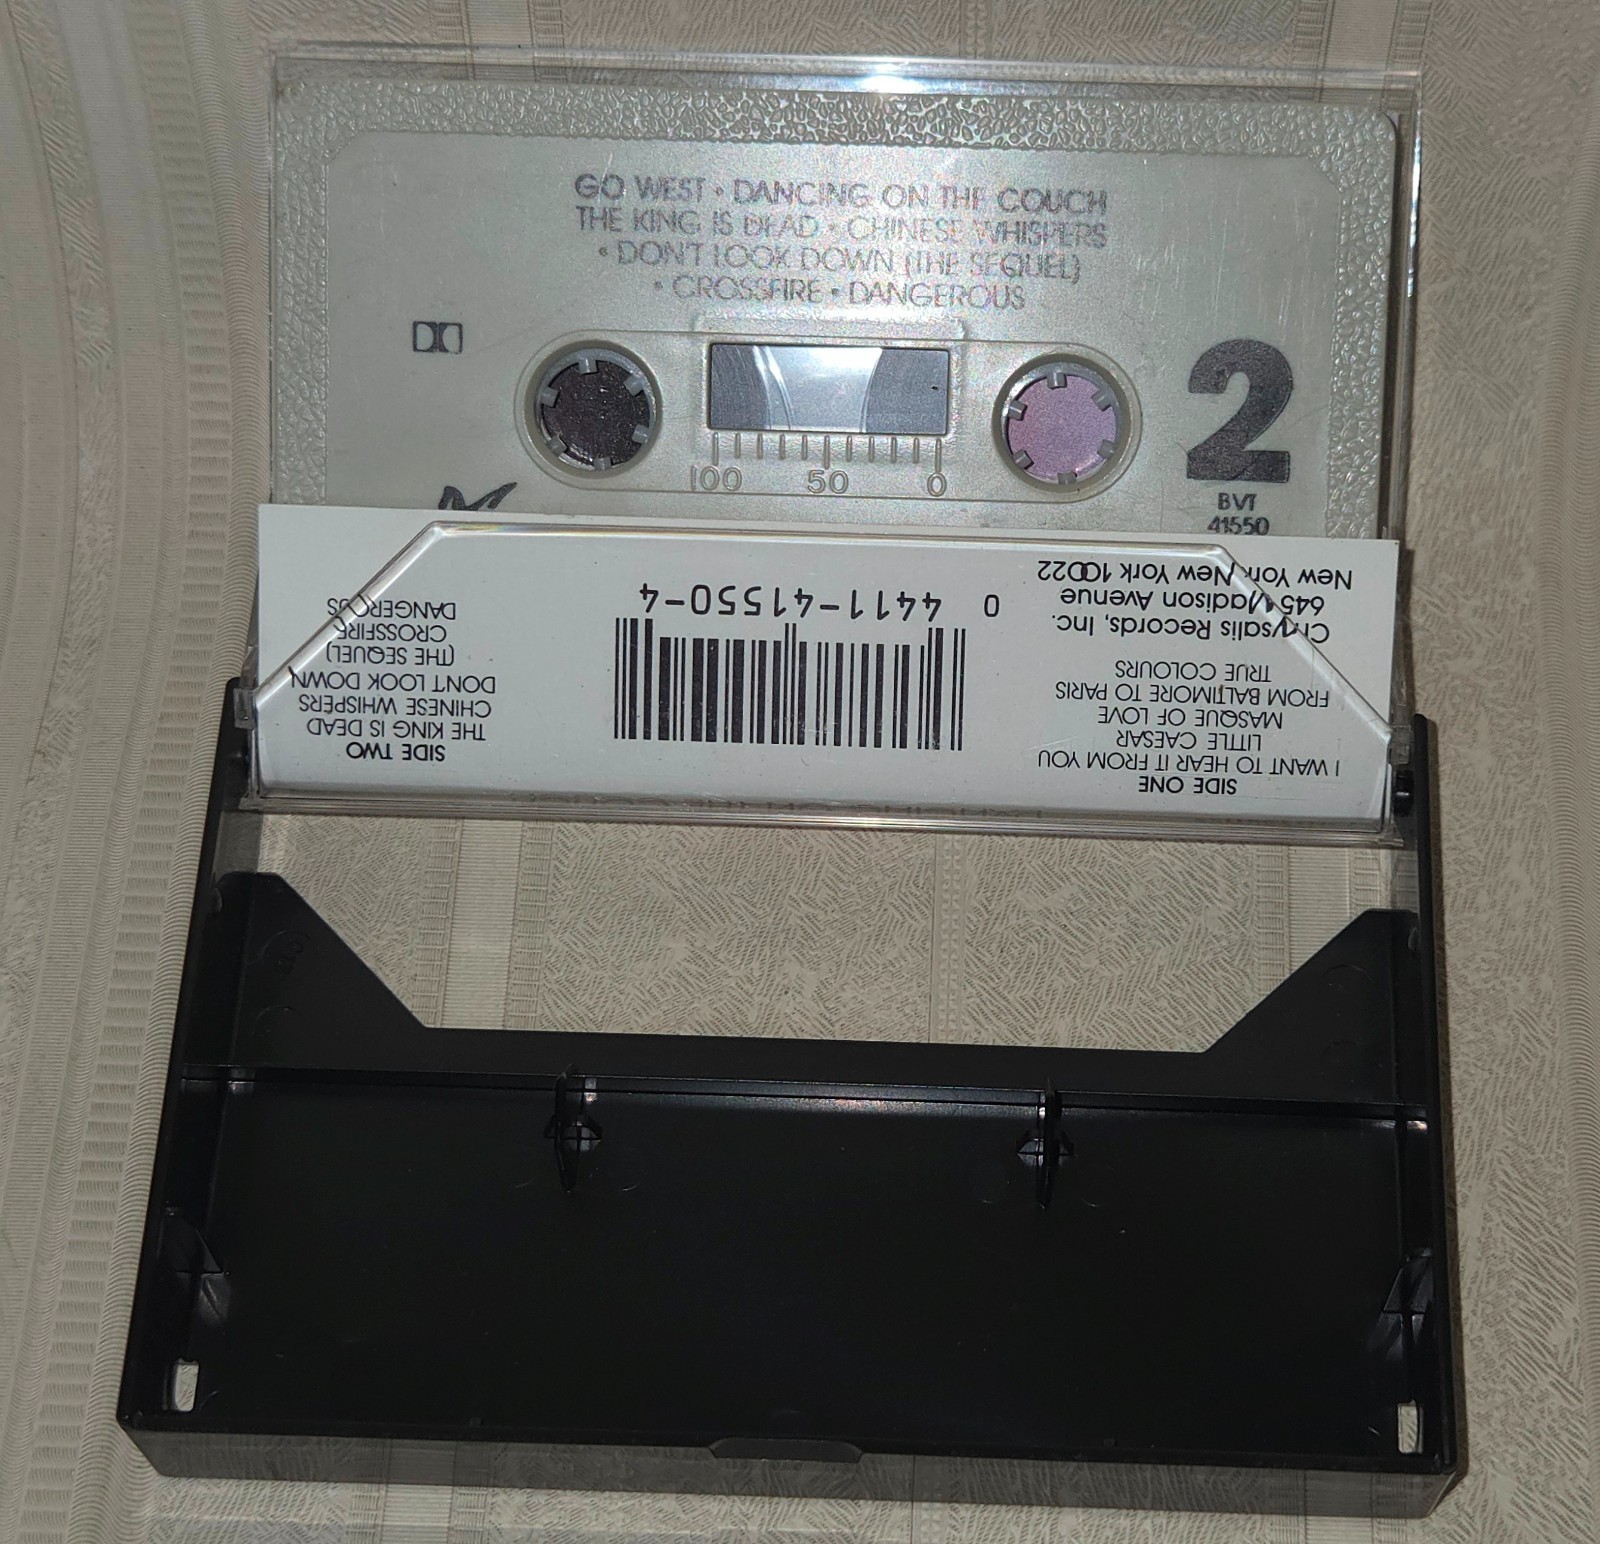 GO WEST • DANCING ON THE COUCH
THE KING IS DEAD • CHINESE WHISPERS
• DON'T LOOK DOWN (THE SEQUEL)
• CROSSFIRE • DANGEROUS
100 50 0
2
BVT
41550
SIDE ONE
I WANT TO HEAR IT FROM YOU
LITTLE CAESAR
MASQUE OF LOVE
FROM BALTIMORE TO PARIS
TRUE COLOURS
Chrysalis Records, Inc.
645 Madison Avenue
New York, New York 10022
0 4411-41550-4
SIDE TWO
THE KING IS DEAD
CHINESE WHISPERS
DON'T LOOK DOWN
(THE SEQUEL)
CROSSFIRE
DANGEROUS